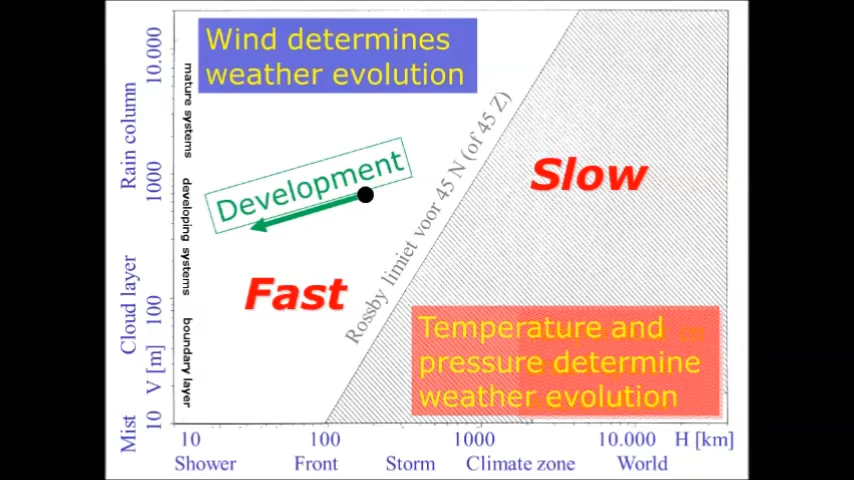 Wind determines
weather evolution
10.000
Rain column
1000
Cloud layer
100
V [m]
10
Mist
mature systems
developing systems
boundary layer
Development
Fast
Rossby limiet voor 45 N (of 45 Z)
Slow
Temperature and
pressure determine
weather evolution
10 100 1000 10.000 H [km]
Shower Front Storm Climate zone World